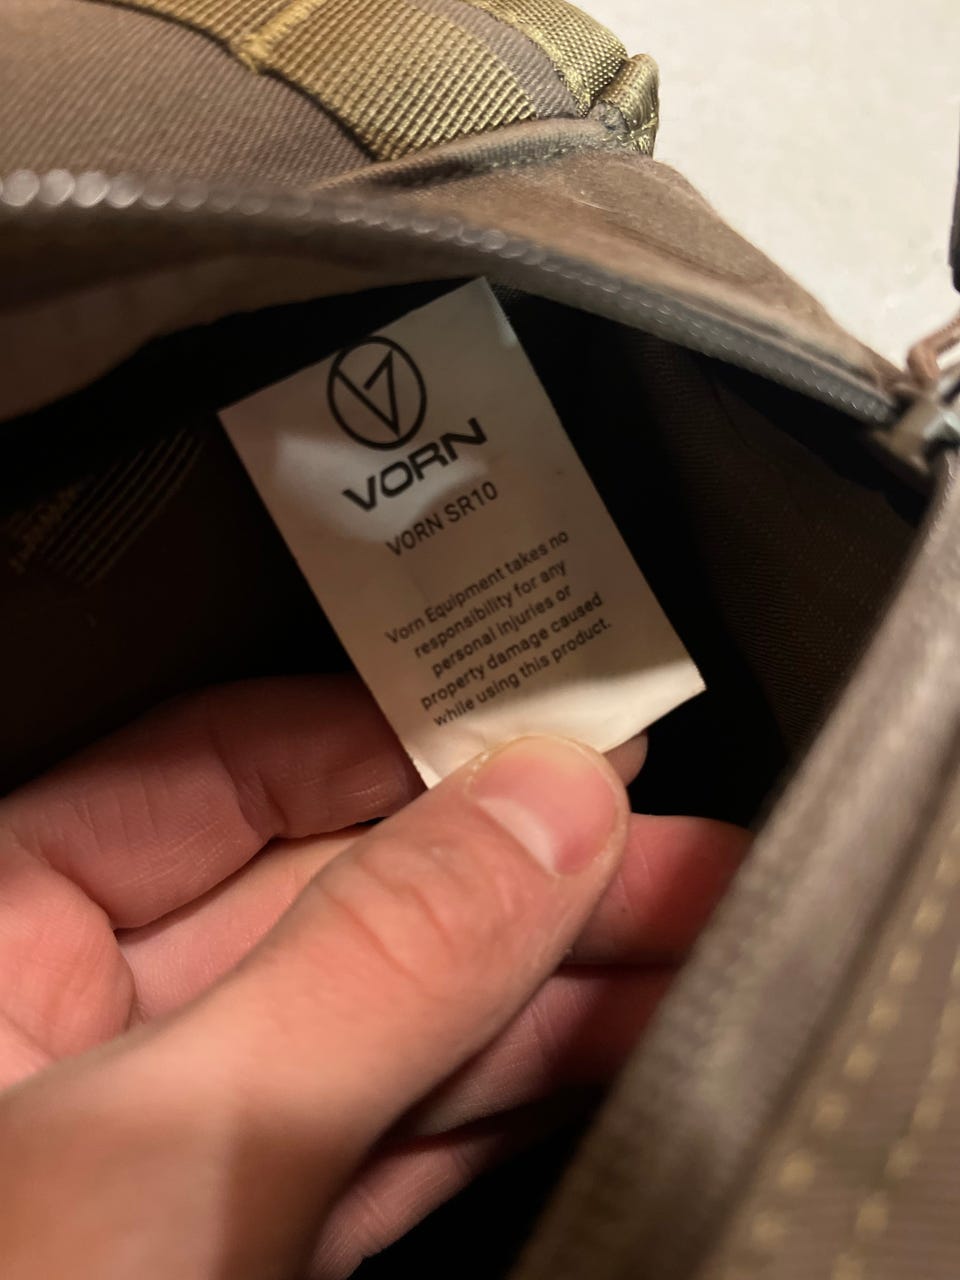 VORN
VORN SR10
Vorn Equipment takes no
responsibility for any
personal injuries or
property damage caused
while using this product.